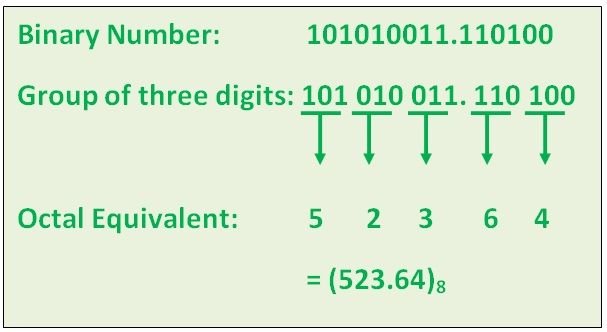 Binary Number: 101010011.110100
Group of three digits: 101 010 011. 110 100
Octal Equivalent: 5 2 3 6 4
= (523.64)₈